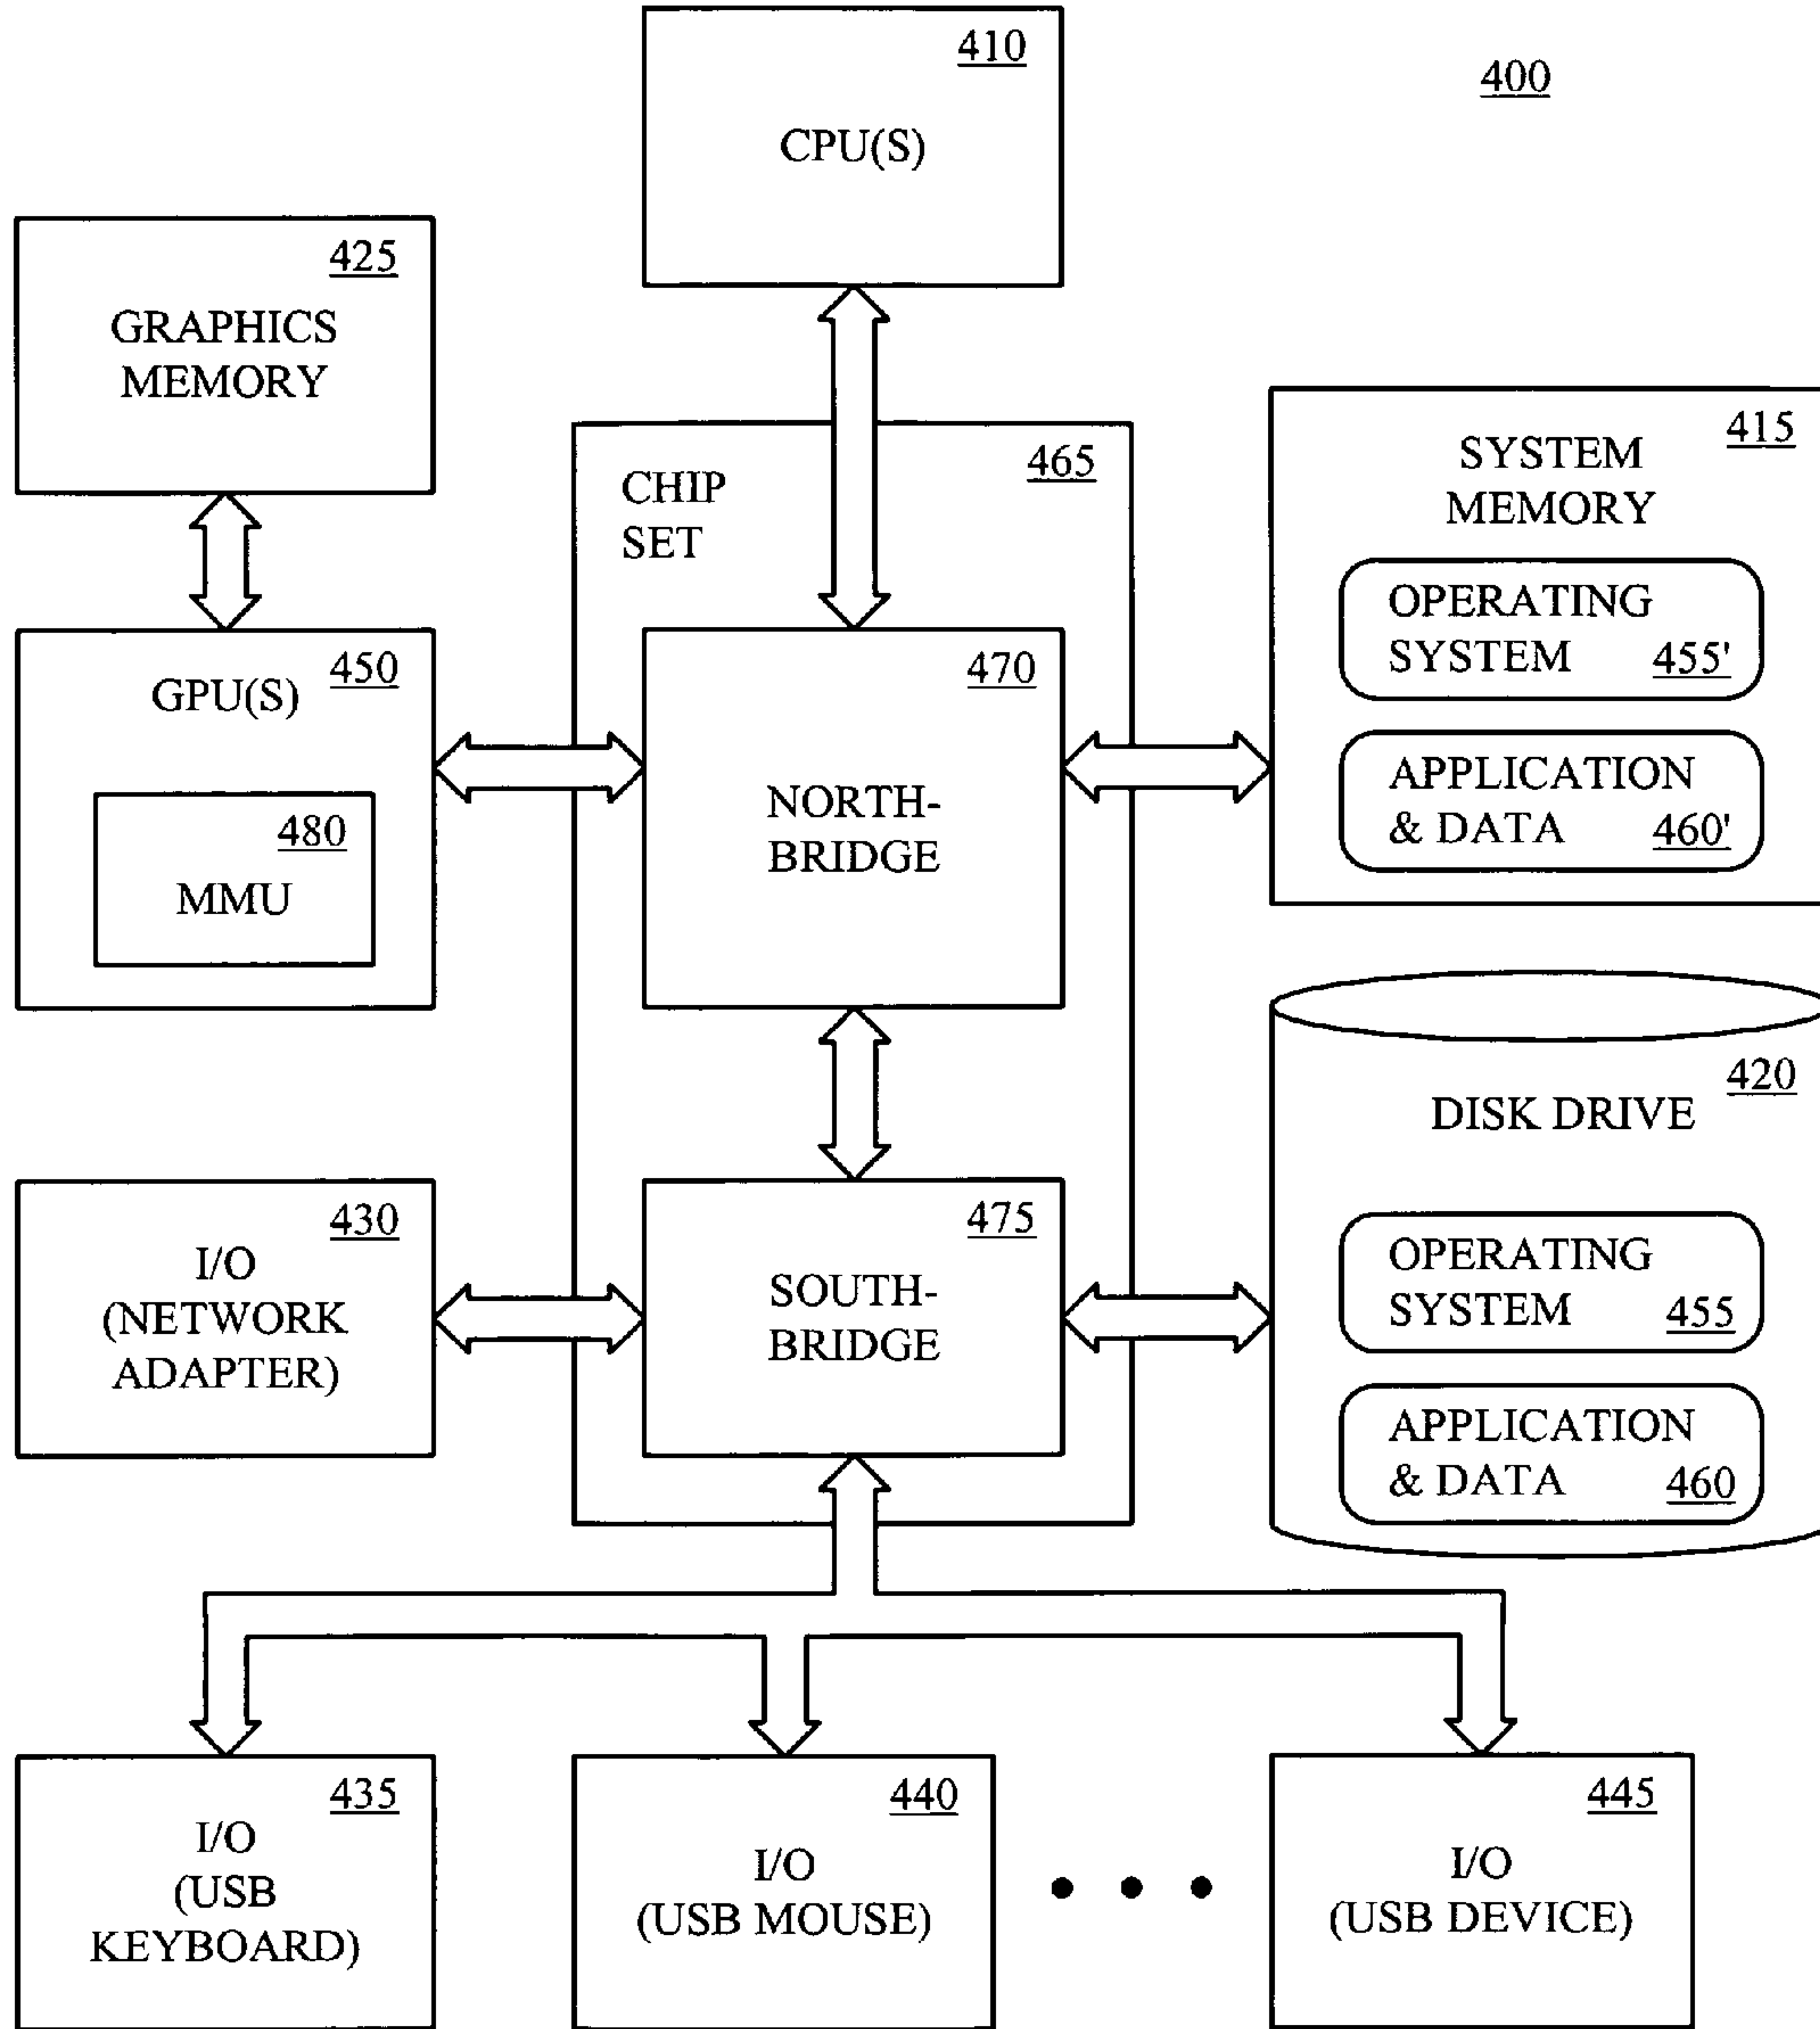 410
CPU(S)
400
425
GRAPHICS
MEMORY
465
CHIP
SET
415
SYSTEM
MEMORY
OPERATING
SYSTEM 455'
APPLICATION
& DATA 460'
450
GPU(S)
480
MMU
470
NORTH-
BRIDGE
420
DISK DRIVE
OPERATING
SYSTEM 455
APPLICATION
& DATA 460
430
I/O
(NETWORK
ADAPTER)
475
SOUTH-
BRIDGE
435
I/O
(USB
KEYBOARD)
440
I/O
(USB MOUSE)
• • •
445
I/O
(USB DEVICE)